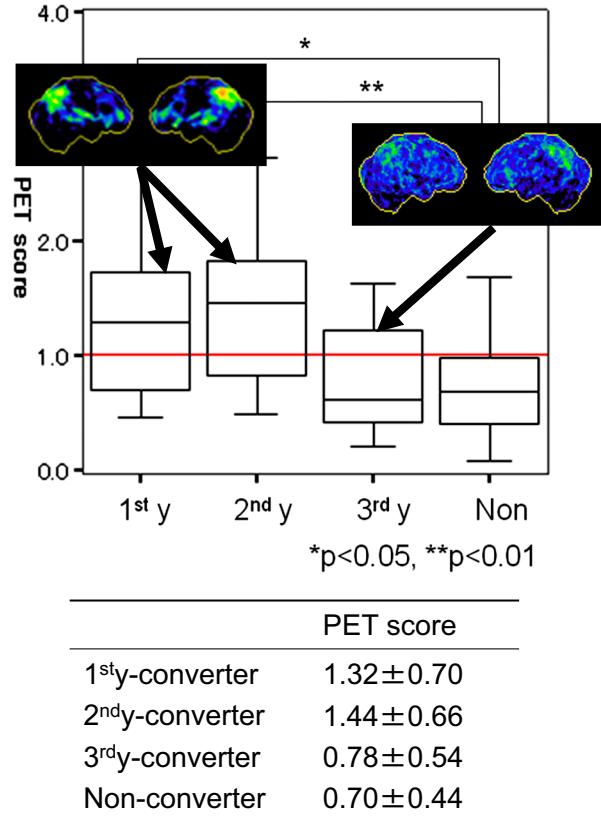 4.0
*
**
PET score
2.0
1.0
0.0
1st y 2nd y 3rd y Non
*p<0.05, **p<0.01
PET score
1sty-converter 1.32±0.70
2ndy-converter 1.44±0.66
3rdy-converter 0.78±0.54
Non-converter 0.70±0.44